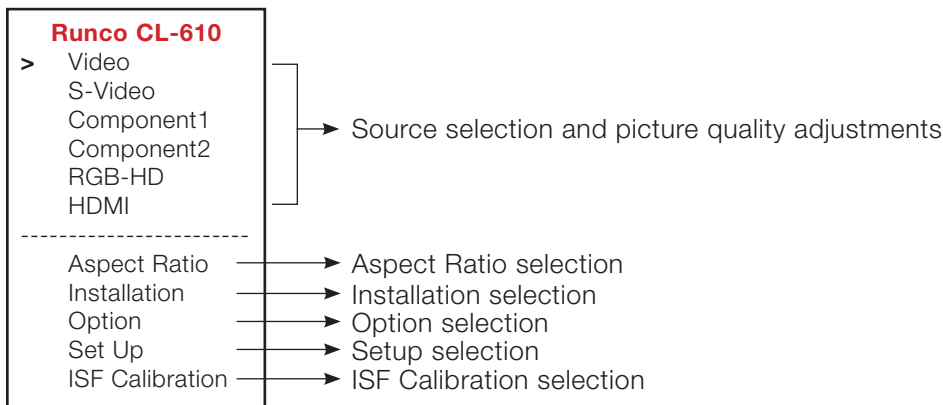 Runco CL-610
> Video
S-Video
Component1
Component2
RGB-HD
HDMI
Source selection and picture quality adjustments
------------------------
Aspect Ratio Aspect Ratio selection
Installation Installation selection
Option Option selection
Set Up Setup selection
ISF Calibration ISF Calibration selection